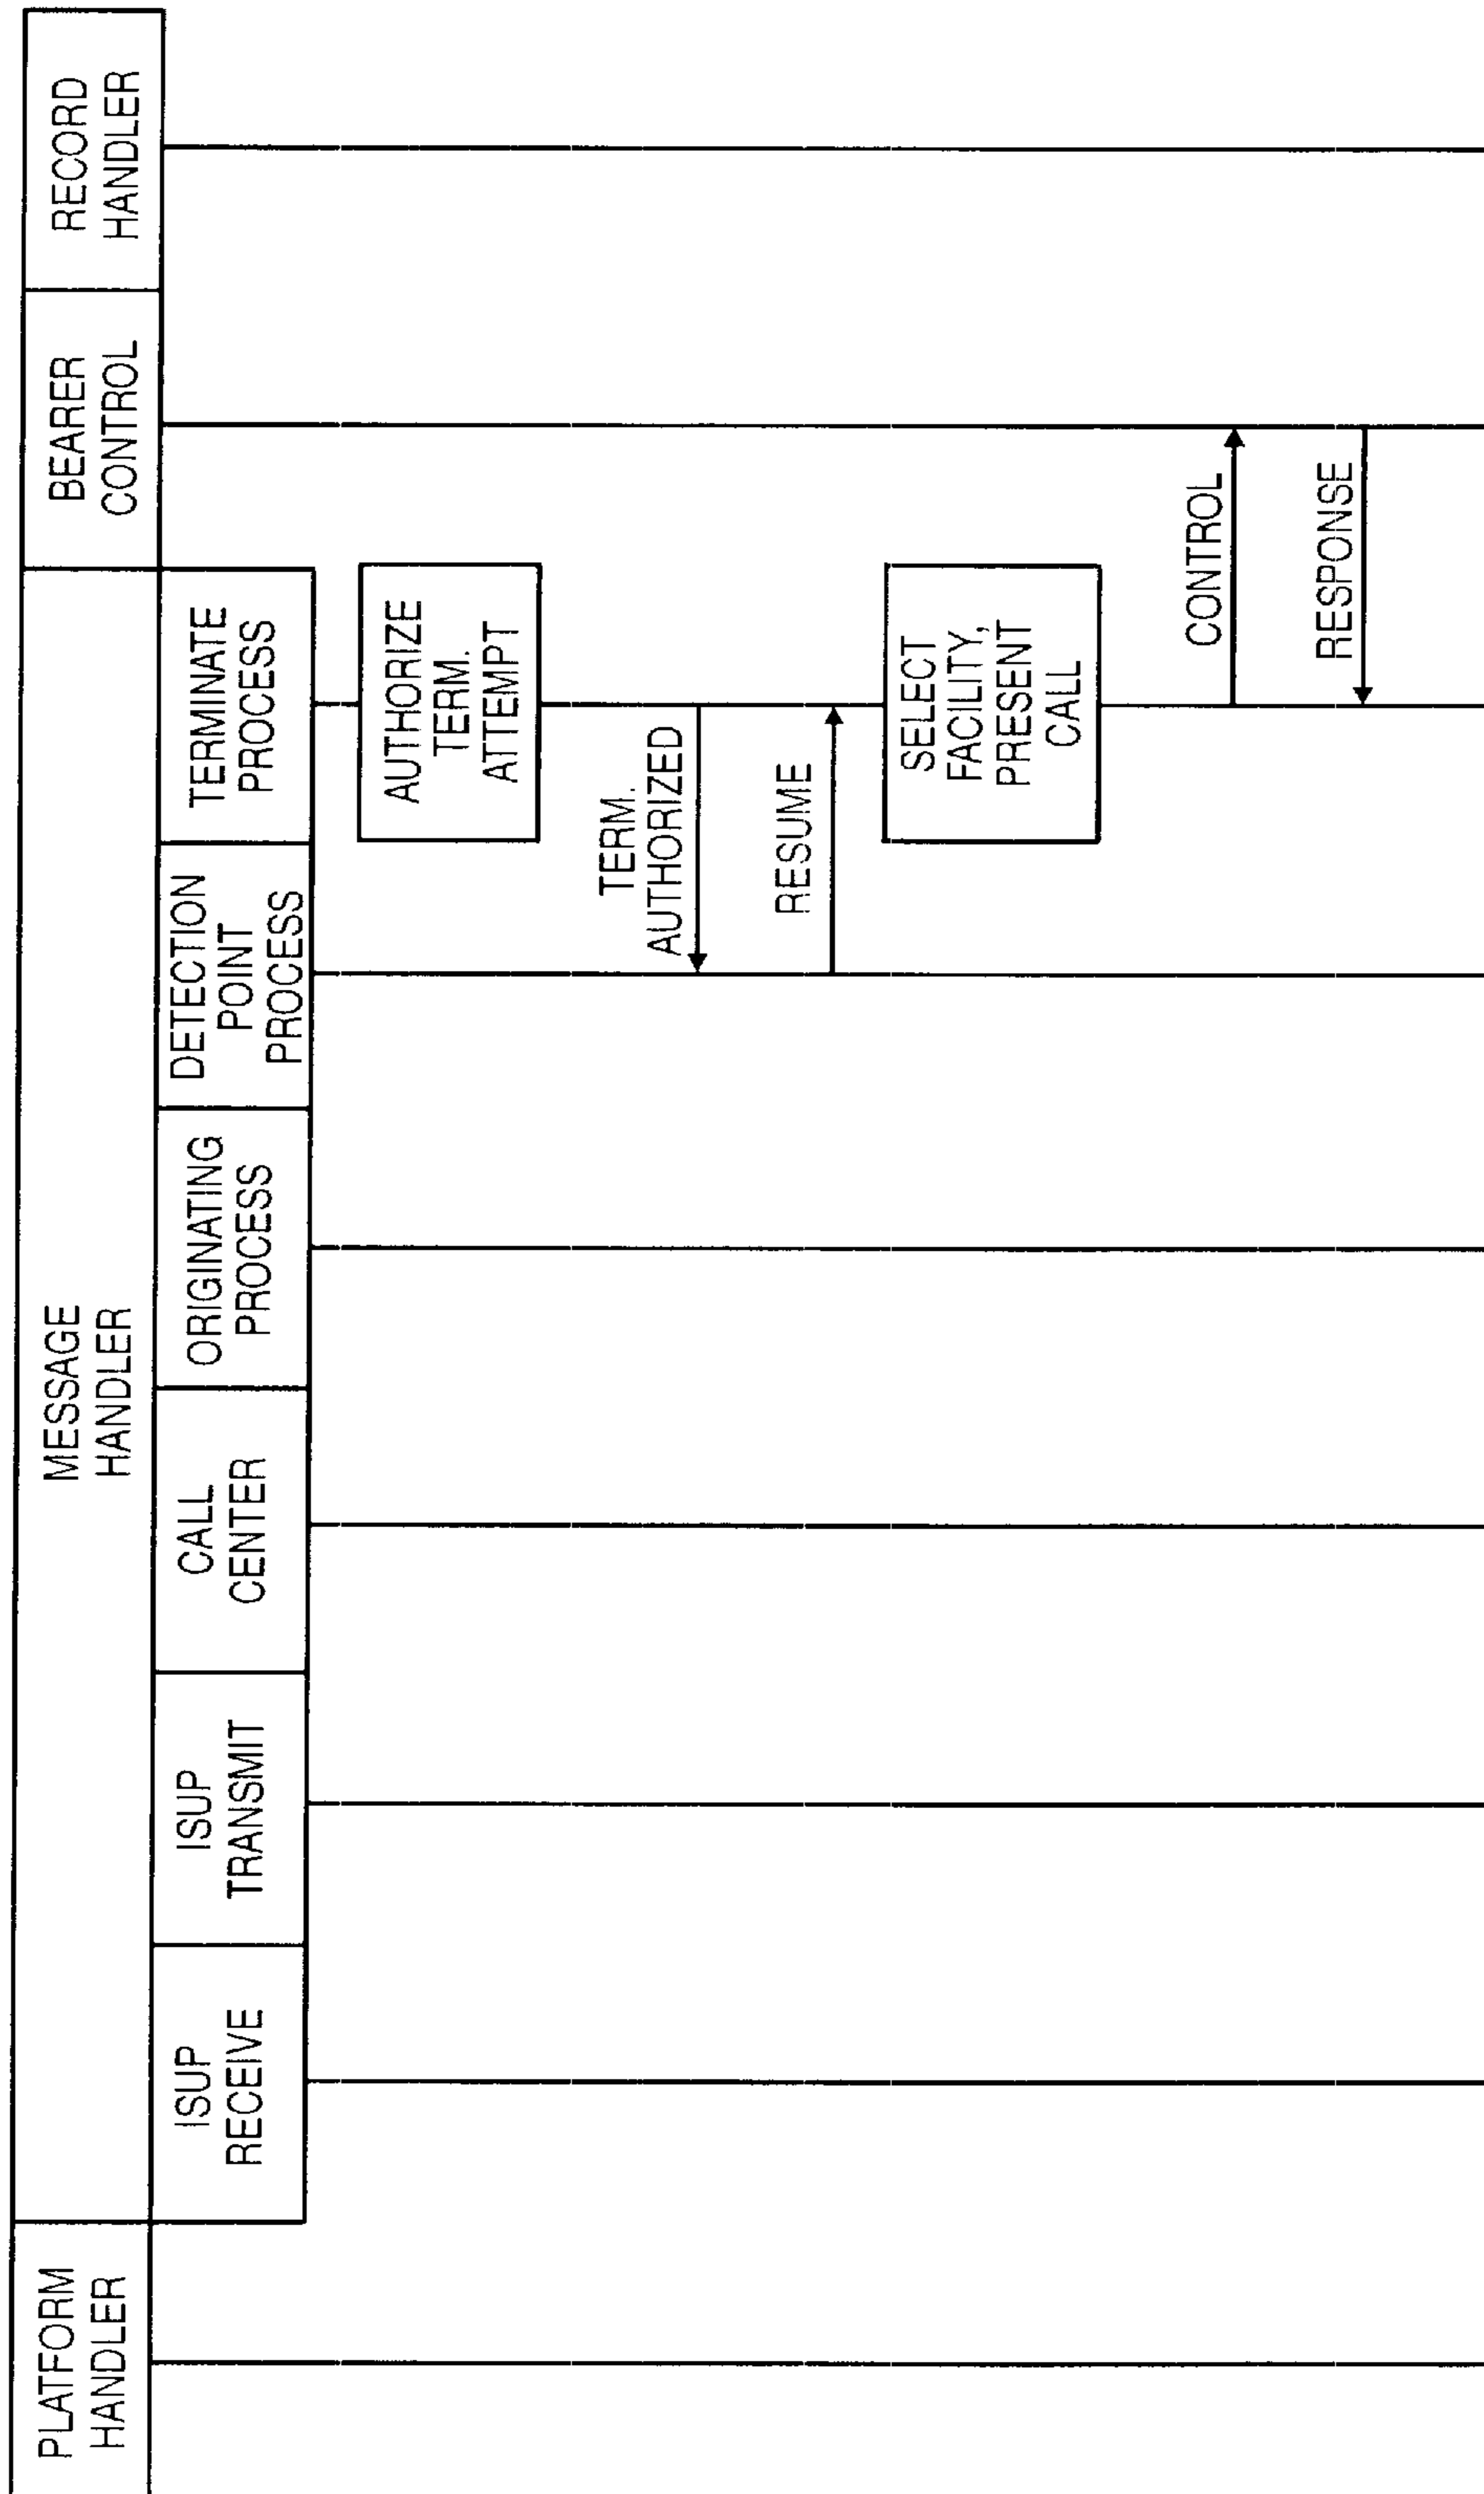 PLATFORM
HANDLER
MESSAGE
HANDLER
BEARER
CONTROL
RECORD
HANDLER
ISUP
RECEIVE
ISUP
TRANSMIT
CALL
CENTER
ORIGINATING
PROCESS
DETECTION
POINT
PROCESS
TERMINATE
PROCESS
AUTHORIZE
TERM.
ATTEMPT
TERM.
AUTHORIZED
RESUME
SELECT
FACILITY,
PRESENT
CALL
CONTROL
RESPONSE